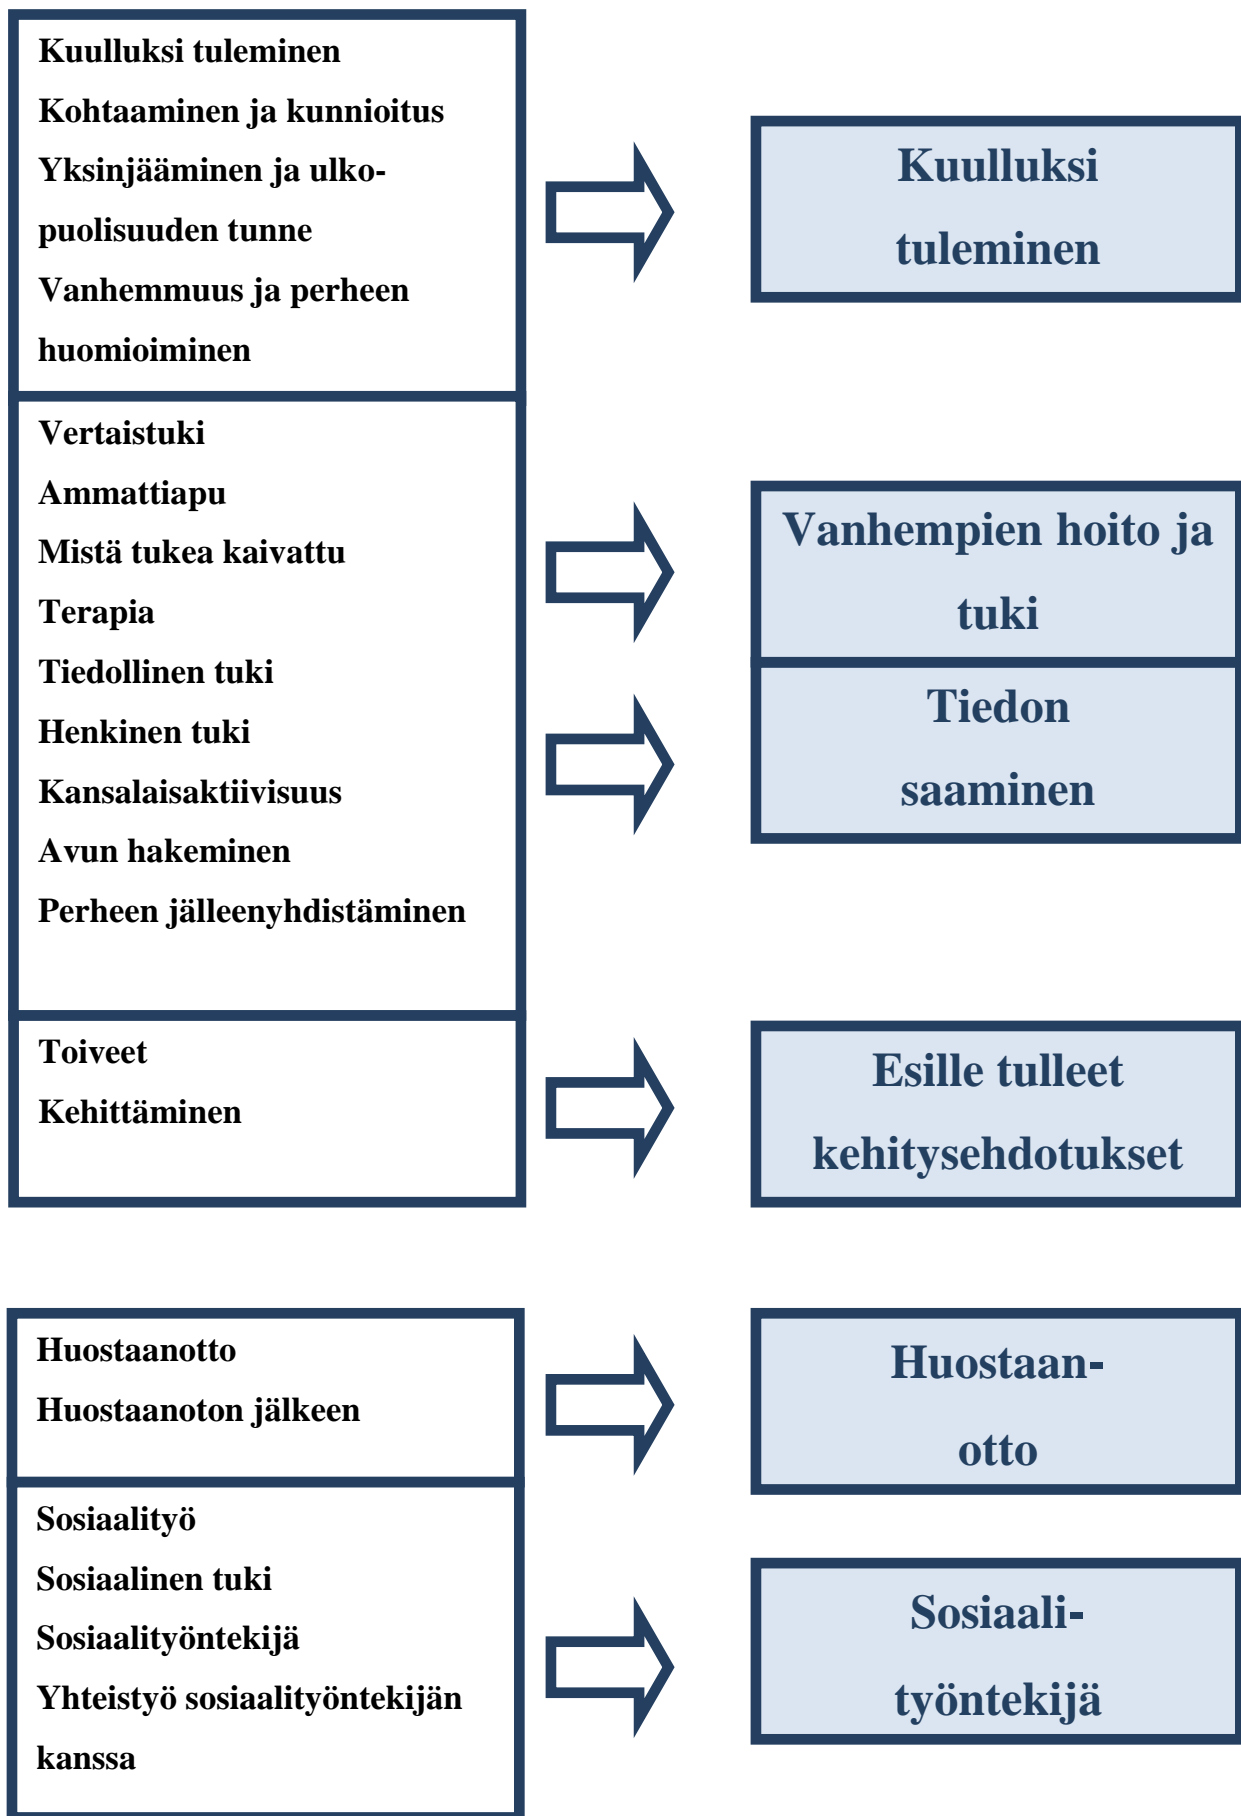 Kuulluksi tuleminen
Kohtaaminen ja kunnioitus
Yksinjääminen ja ulko-
puolisuuden tunne
Vanhemmuus ja perheen
huomioiminen
Kuulluksi
tuleminen
Vertaistuki
Ammattiapu
Mistä tukea kaivattu
Terapia
Tiedollinen tuki
Henkinen tuki
Kansalaisaktiivisuus
Avun hakeminen
Perheen jälleenyhdistäminen
Vanhempien hoito ja
tuki
Tiedon
saaminen
Toiveet
Kehittäminen
Esille tulleet
kehitysehdotukset
Huostaanotto
Huostaanoton jälkeen
Huostaan-
otto
Sosiaalityö
Sosiaalinen tuki
Sosiaalityöntekijä
Yhteistyö sosiaalityöntekijän
kanssa
Sosiaali-
työntekijä